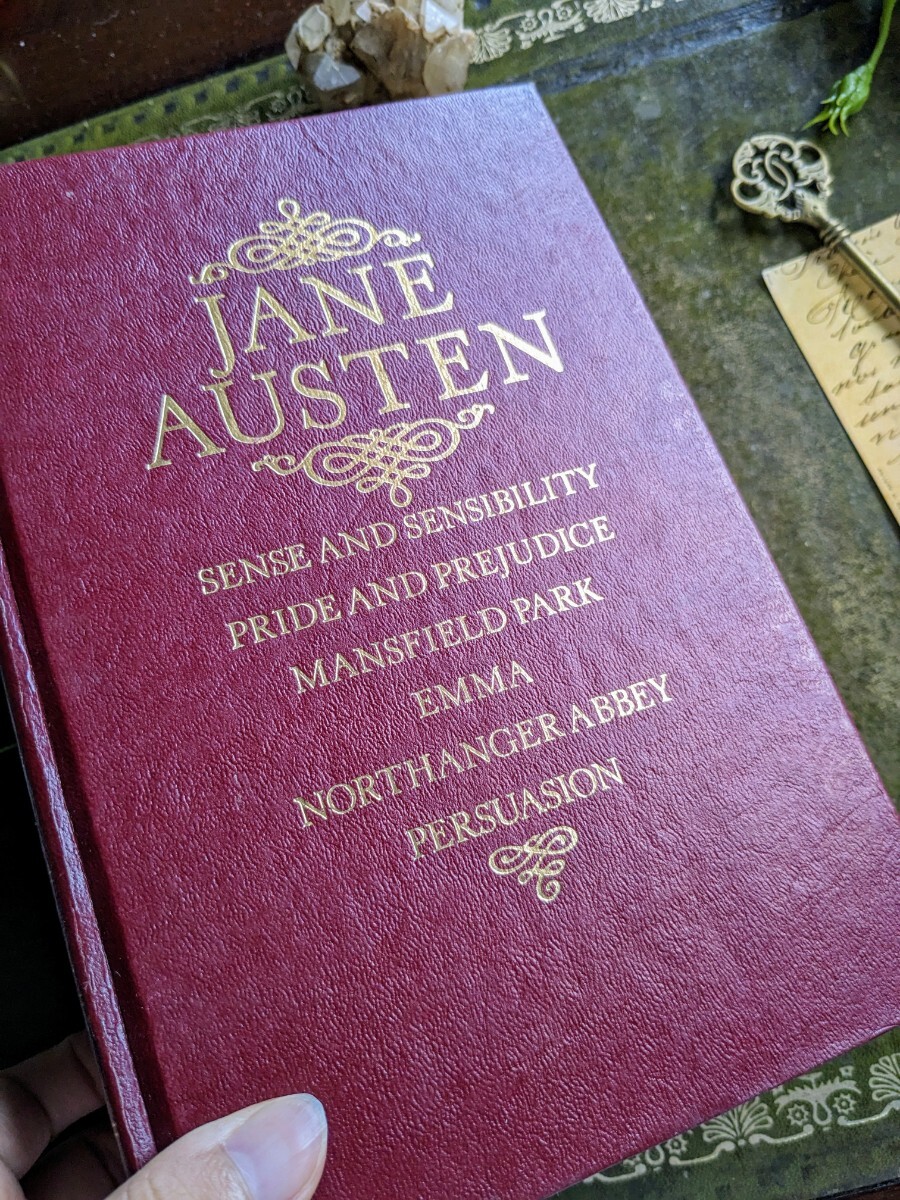 JANE
AUSTEN
SENSE AND SENSIBILITY
PRIDE AND PREJUDICE
MANSFIELD PARK
EMMA
NORTHANGER ABBEY
PERSUASION